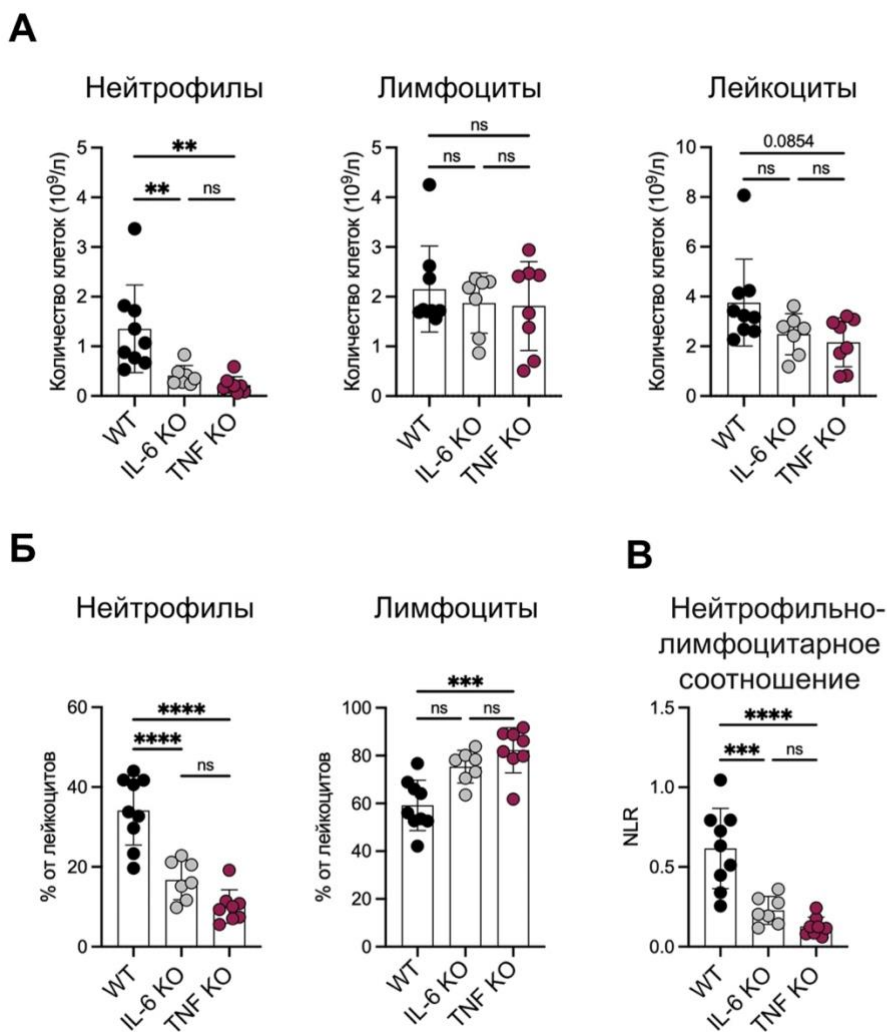 А
Нейтрофилы
Количество клеток (10⁹/л)
5
4
3
2
1
0
**
**
ns
WT
IL-6 KO
TNF KO
Лимфоциты
Количество клеток (10⁹/л)
5
4
3
2
1
0
ns
ns
ns
WT
IL-6 KO
TNF KO
Лейкоциты
Количество клеток (10⁹/л)
10
8
6
4
2
0
0.0854
ns
ns
WT
IL-6 KO
TNF KO
Б
Нейтрофилы
% от лейкоцитов
60
40
20
0
****
****
ns
WT
IL-6 KO
TNF KO
Лимфоциты
% от лейкоцитов
100
80
60
40
20
0
***
ns
ns
WT
IL-6 KO
TNF KO
В
Нейтрофильно-
лимфоцитарное
соотношение
NLR
1.5
1.0
0.5
0.0
****
***
ns
WT
IL-6 KO
TNF KO